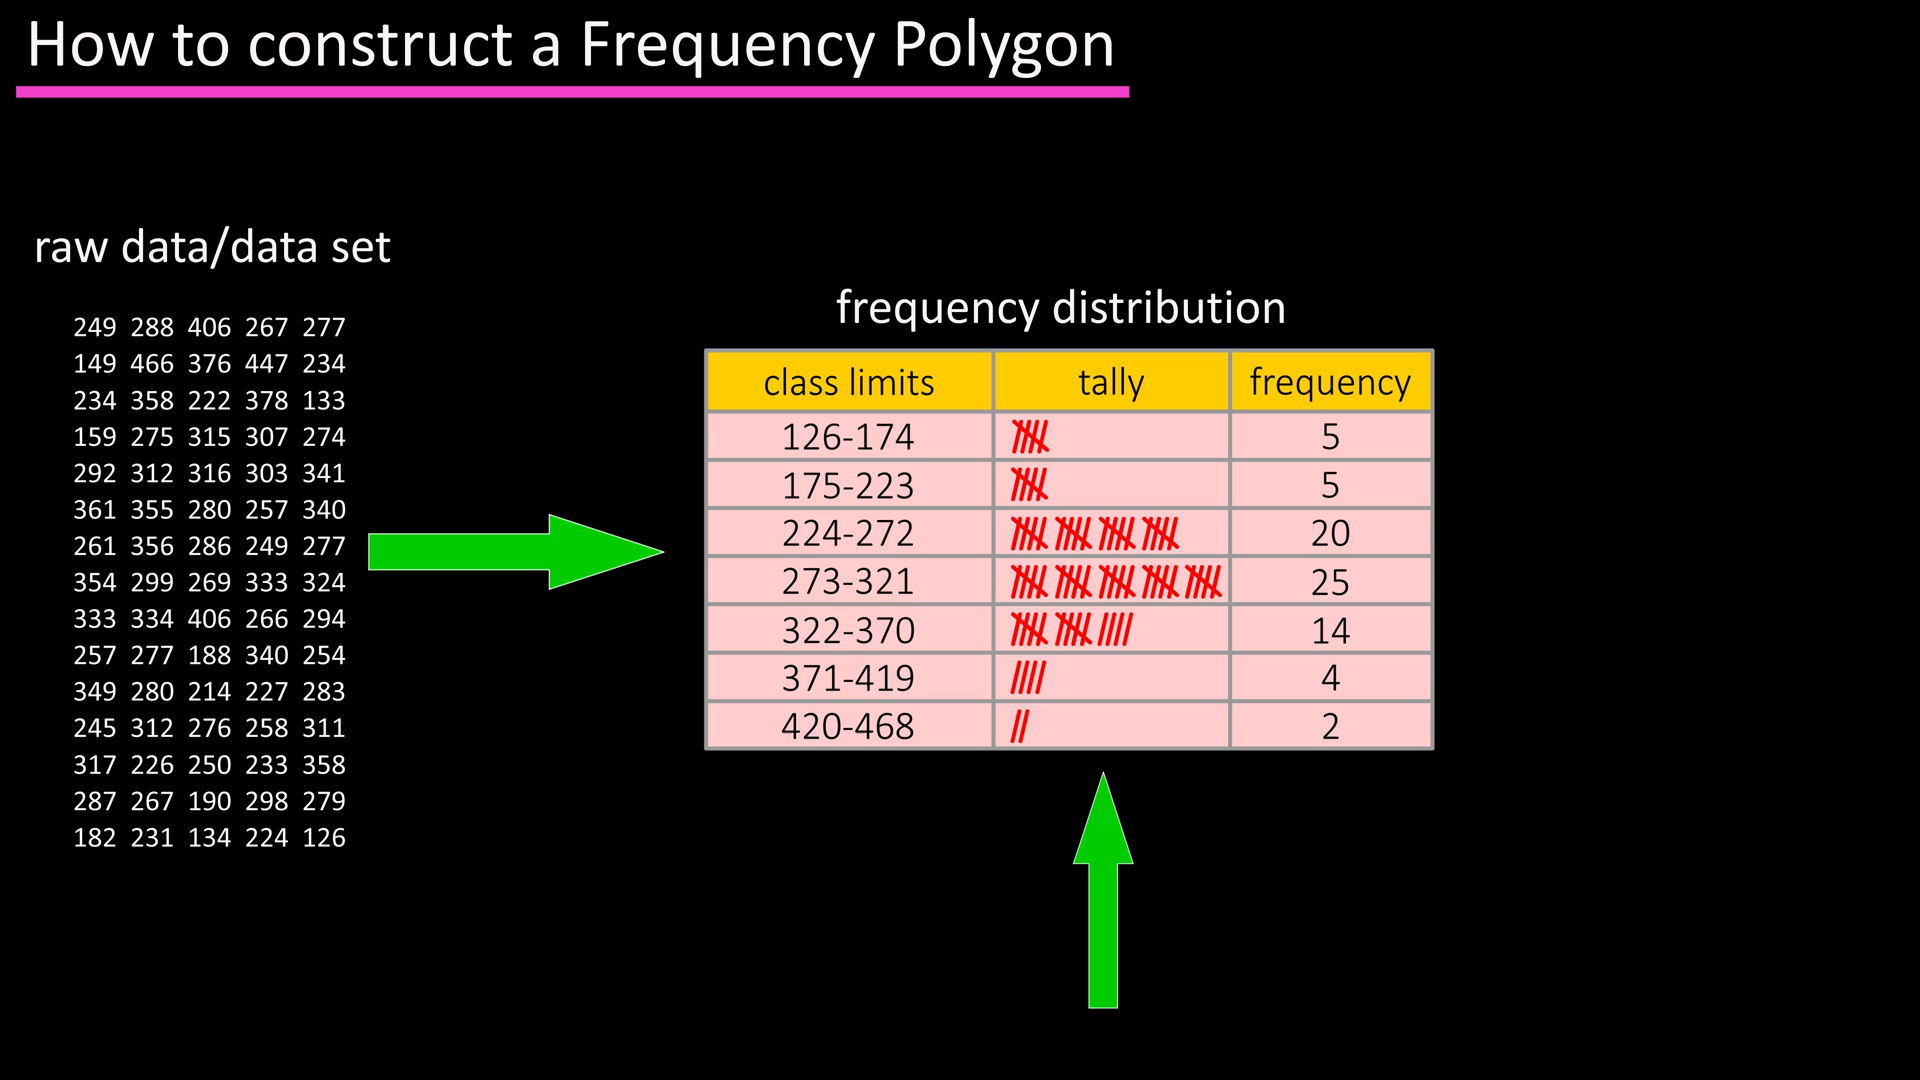 How to construct a Frequency Polygon
raw data/data set
249 288 406 267 277
149 466 376 447 234
234 358 222 378 133
159 275 315 307 274
292 312 316 303 341
361 355 280 257 340
261 356 286 249 277
354 299 269 333 324
333 334 406 266 294
257 277 188 340 254
349 280 214 227 283
245 312 276 258 311
317 226 250 233 358
287 267 190 298 279
182 231 134 224 126
frequency distribution
class limits tally frequency
126-174 5
175-223 5
224-272 20
273-321 25
322-370 14
371-419 4
420-468 2